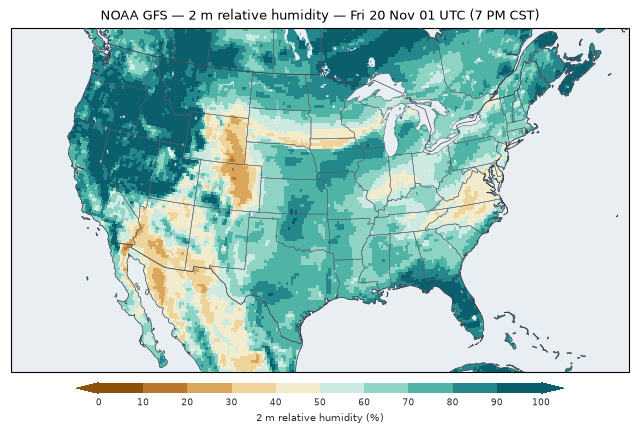 NOAA GFS — 2 m relative humidity — Fri 20 Nov 01 UTC (7 PM CST)
0 10 20 30 40 50 60 70 80 90 100
2 m relative humidity (%)